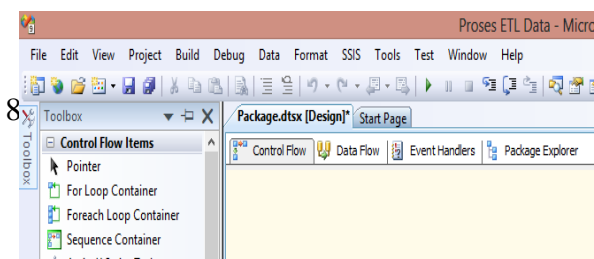 Proses ETL Data - Micro
File Edit View Project Build Debug Data Format SSIS Tools Test Window Help
8
Toolbox
Package.dtsx [Design]* Start Page
Toolbox
Control Flow Items
Control Flow Data Flow Event Handlers Package Explorer
Pointer
For Loop Container
Foreach Loop Container
Sequence Container